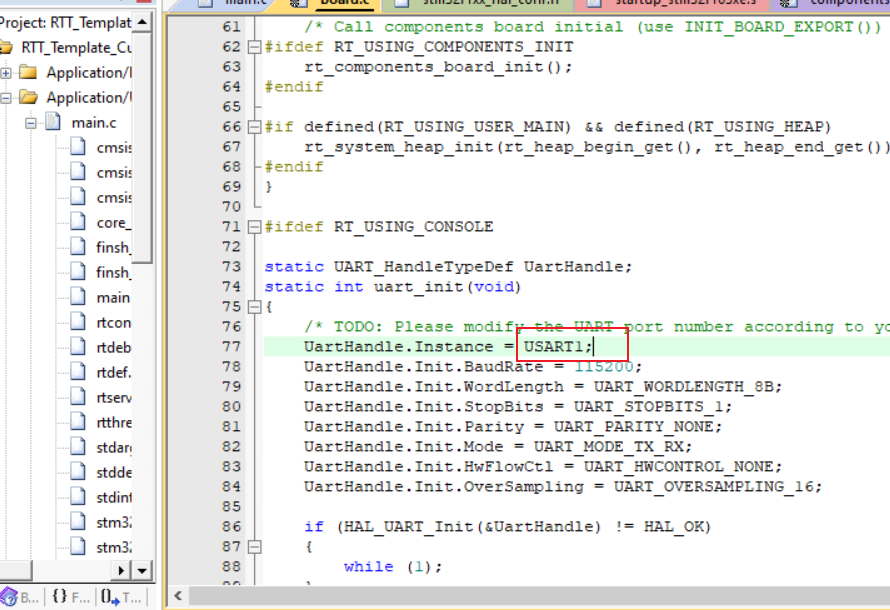 main.c
board.c
stm32f1xx_hal_conf.h
startup_stm32f103xe.s
components
Project: RTT_Templat
RTT_Template_Cu
Application/
Application/
main.c
cmsis
cmsis
cmsis
core_
finsh_
finsh_
main
rtcon
rtdeb
rtdef.
rtserv
rtthre
stdar
stdde
stdint
stm3
stm3
B... {} F... T...
61 /* Call components board initial (use INIT_BOARD_EXPORT())
62 #ifdef RT_USING_COMPONENTS_INIT
63 rt_components_board_init();
64 #endif
65
66 #if defined(RT_USING_USER_MAIN) && defined(RT_USING_HEAP)
67 rt_system_heap_init(rt_heap_begin_get(), rt_heap_end_get())
68 #endif
69 }
70
71 #ifdef RT_USING_CONSOLE
72
73 static UART_HandleTypeDef UartHandle;
74 static int uart_init(void)
75 {
76 /* TODO: Please modify the UART port number according to yo
77 UartHandle.Instance = USART1;
78 UartHandle.Init.BaudRate = 115200;
79 UartHandle.Init.WordLength = UART_WORDLENGTH_8B;
80 UartHandle.Init.StopBits = UART_STOPBITS_1;
81 UartHandle.Init.Parity = UART_PARITY_NONE;
82 UartHandle.Init.Mode = UART_MODE_TX_RX;
83 UartHandle.Init.HwFlowCtl = UART_HWCONTROL_NONE;
84 UartHandle.Init.OverSampling = UART_OVERSAMPLING_16;
85
86 if (HAL_UART_Init(&UartHandle) != HAL_OK)
87 {
88 while (1);